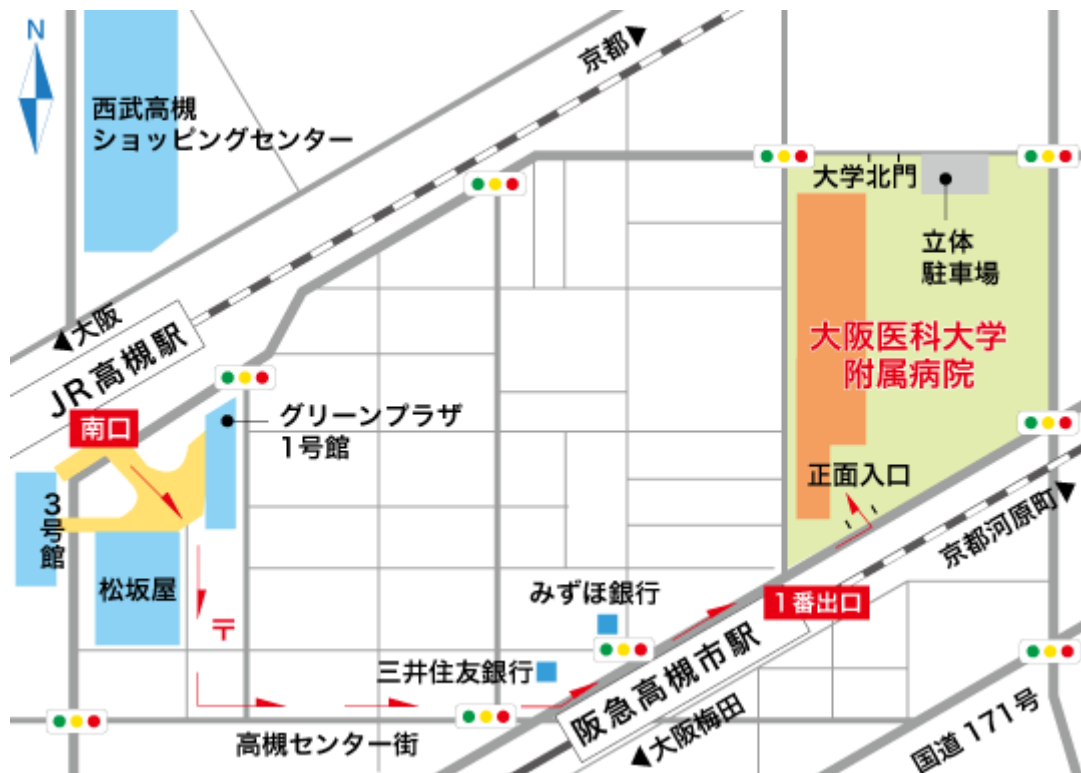 N
京都▶
西武高槻
ショッピングセンター
大学北門
立体
駐車場
◀大阪
JR高槻駅
大阪医科大学
附属病院
南口
グリーンプラザ
1号館
正面入口
3号館
京都河原町▶
松坂屋
みずほ銀行
1番出口
〒
三井住友銀行
阪急高槻市駅
高槻センター街
◀大阪梅田
国道171号